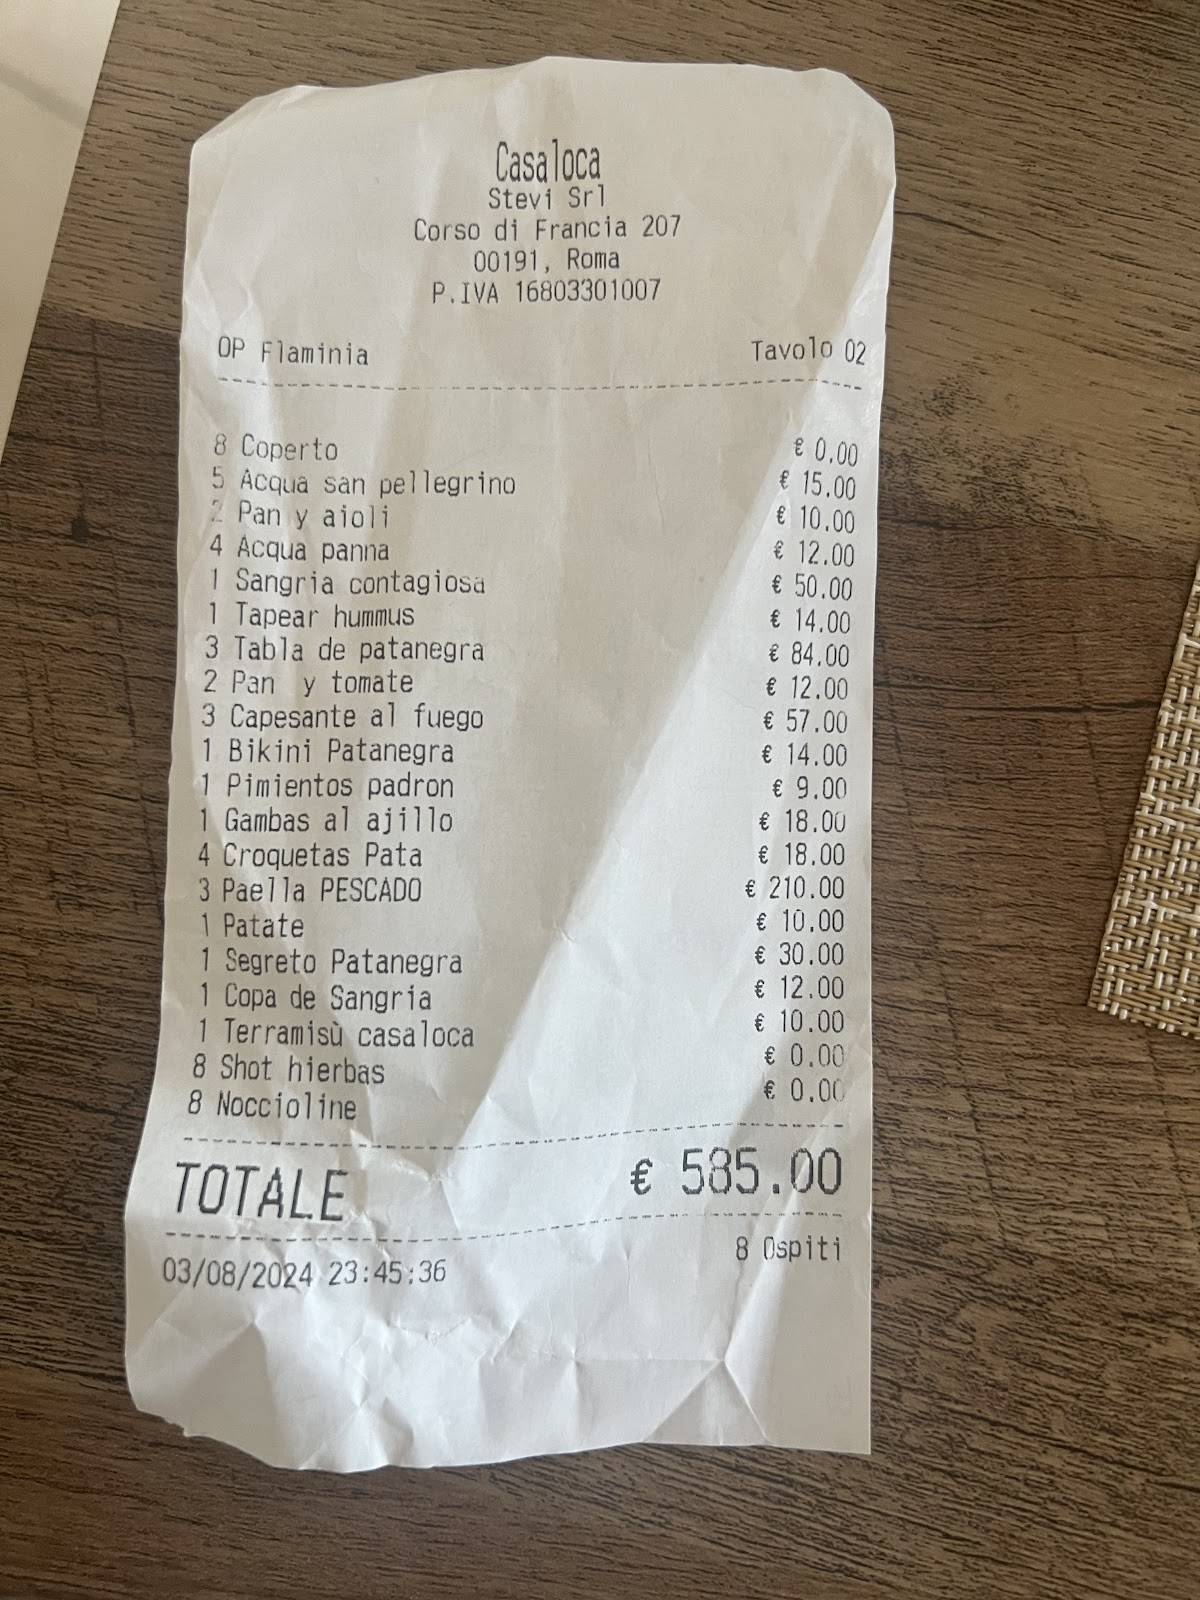 Casaloca
Stevi Srl
Corso di Francia 207
00191, Roma
P.IVA 16803301007
OP Flaminia Tavolo 02
8 Coperto € 0.00
5 Acqua san pellegrino € 15.00
2 Pan y aioli € 10.00
4 Acqua panna € 12.00
1 Sangria contagiosa € 50.00
1 Tapear hummus € 14.00
3 Tabla de patanegra € 84.00
2 Pan y tomate € 12.00
3 Capesante al fuego € 57.00
1 Bikini Patanegra € 14.00
1 Pimientos padron € 9.00
1 Gambas al ajillo € 18.00
4 Croquetas Pata € 18.00
3 Paella PESCADO € 210.00
1 Patate € 10.00
1 Segreto Patanegra € 30.00
1 Copa de Sangria € 12.00
1 Terramisù casaloca € 10.00
8 Shot hierbas € 0.00
8 Noccioline € 0.00
TOTALE € 585.00
8 Ospiti
03/08/2024 23:45:36